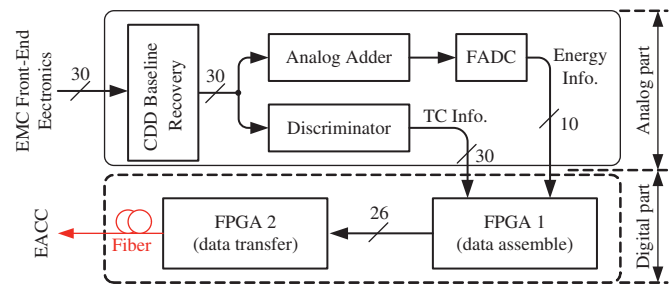 EMC Front-End
Eectronics
30
CDD Baseline
Recovery
30
Analog Adder
FADC
Energy
Info.
10
Discriminator
TC Info.
30
Analog part
EACC
Fiber
FPGA 2
(data transfer)
26
FPGA 1
(data assemble)
Digital part